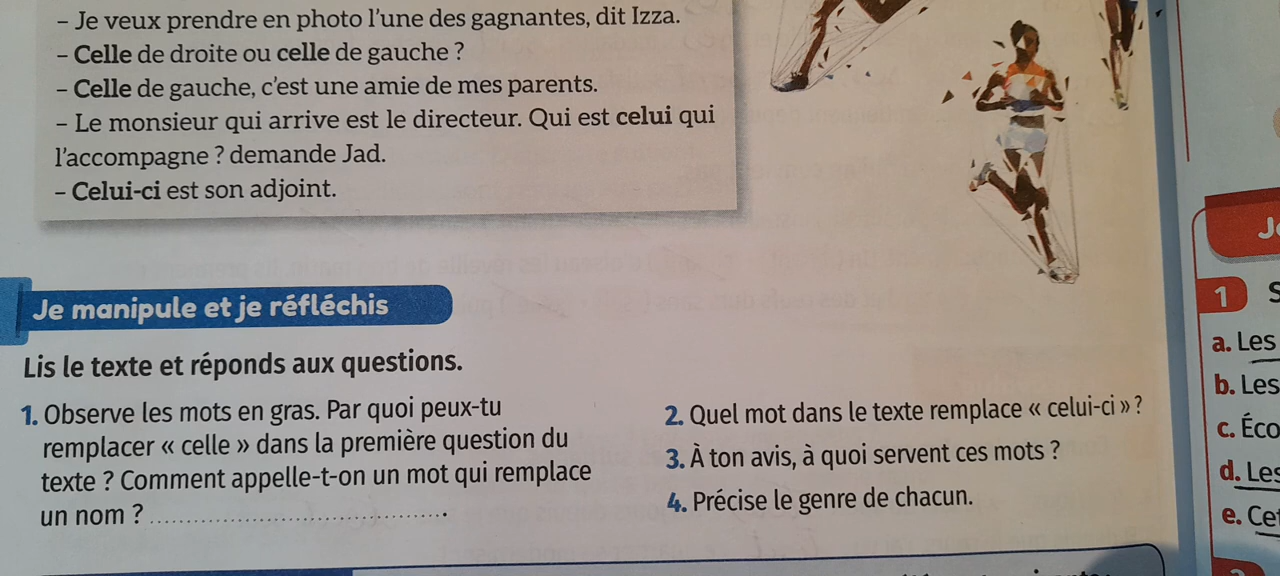 – Je veux prendre en photo l’une des gagnantes, dit Izza.
– Celle de droite ou celle de gauche ?
– Celle de gauche, c’est une amie de mes parents.
– Le monsieur qui arrive est le directeur. Qui est celui qui
l’accompagne ? demande Jad.
– Celui-ci est son adjoint.
Je manipule et je réfléchis
Lis le texte et réponds aux questions.
1. Observe les mots en gras. Par quoi peux-tu
remplacer « celle » dans la première question du
texte ? Comment appelle-t-on un mot qui remplace
un nom ? ........................................ .
2. Quel mot dans le texte remplace « celui-ci » ?
3. À ton avis, à quoi servent ces mots ?
4. Précise le genre de chacun.
1
a. Les
b. Les
c. Éco
d. Les
e. Cet